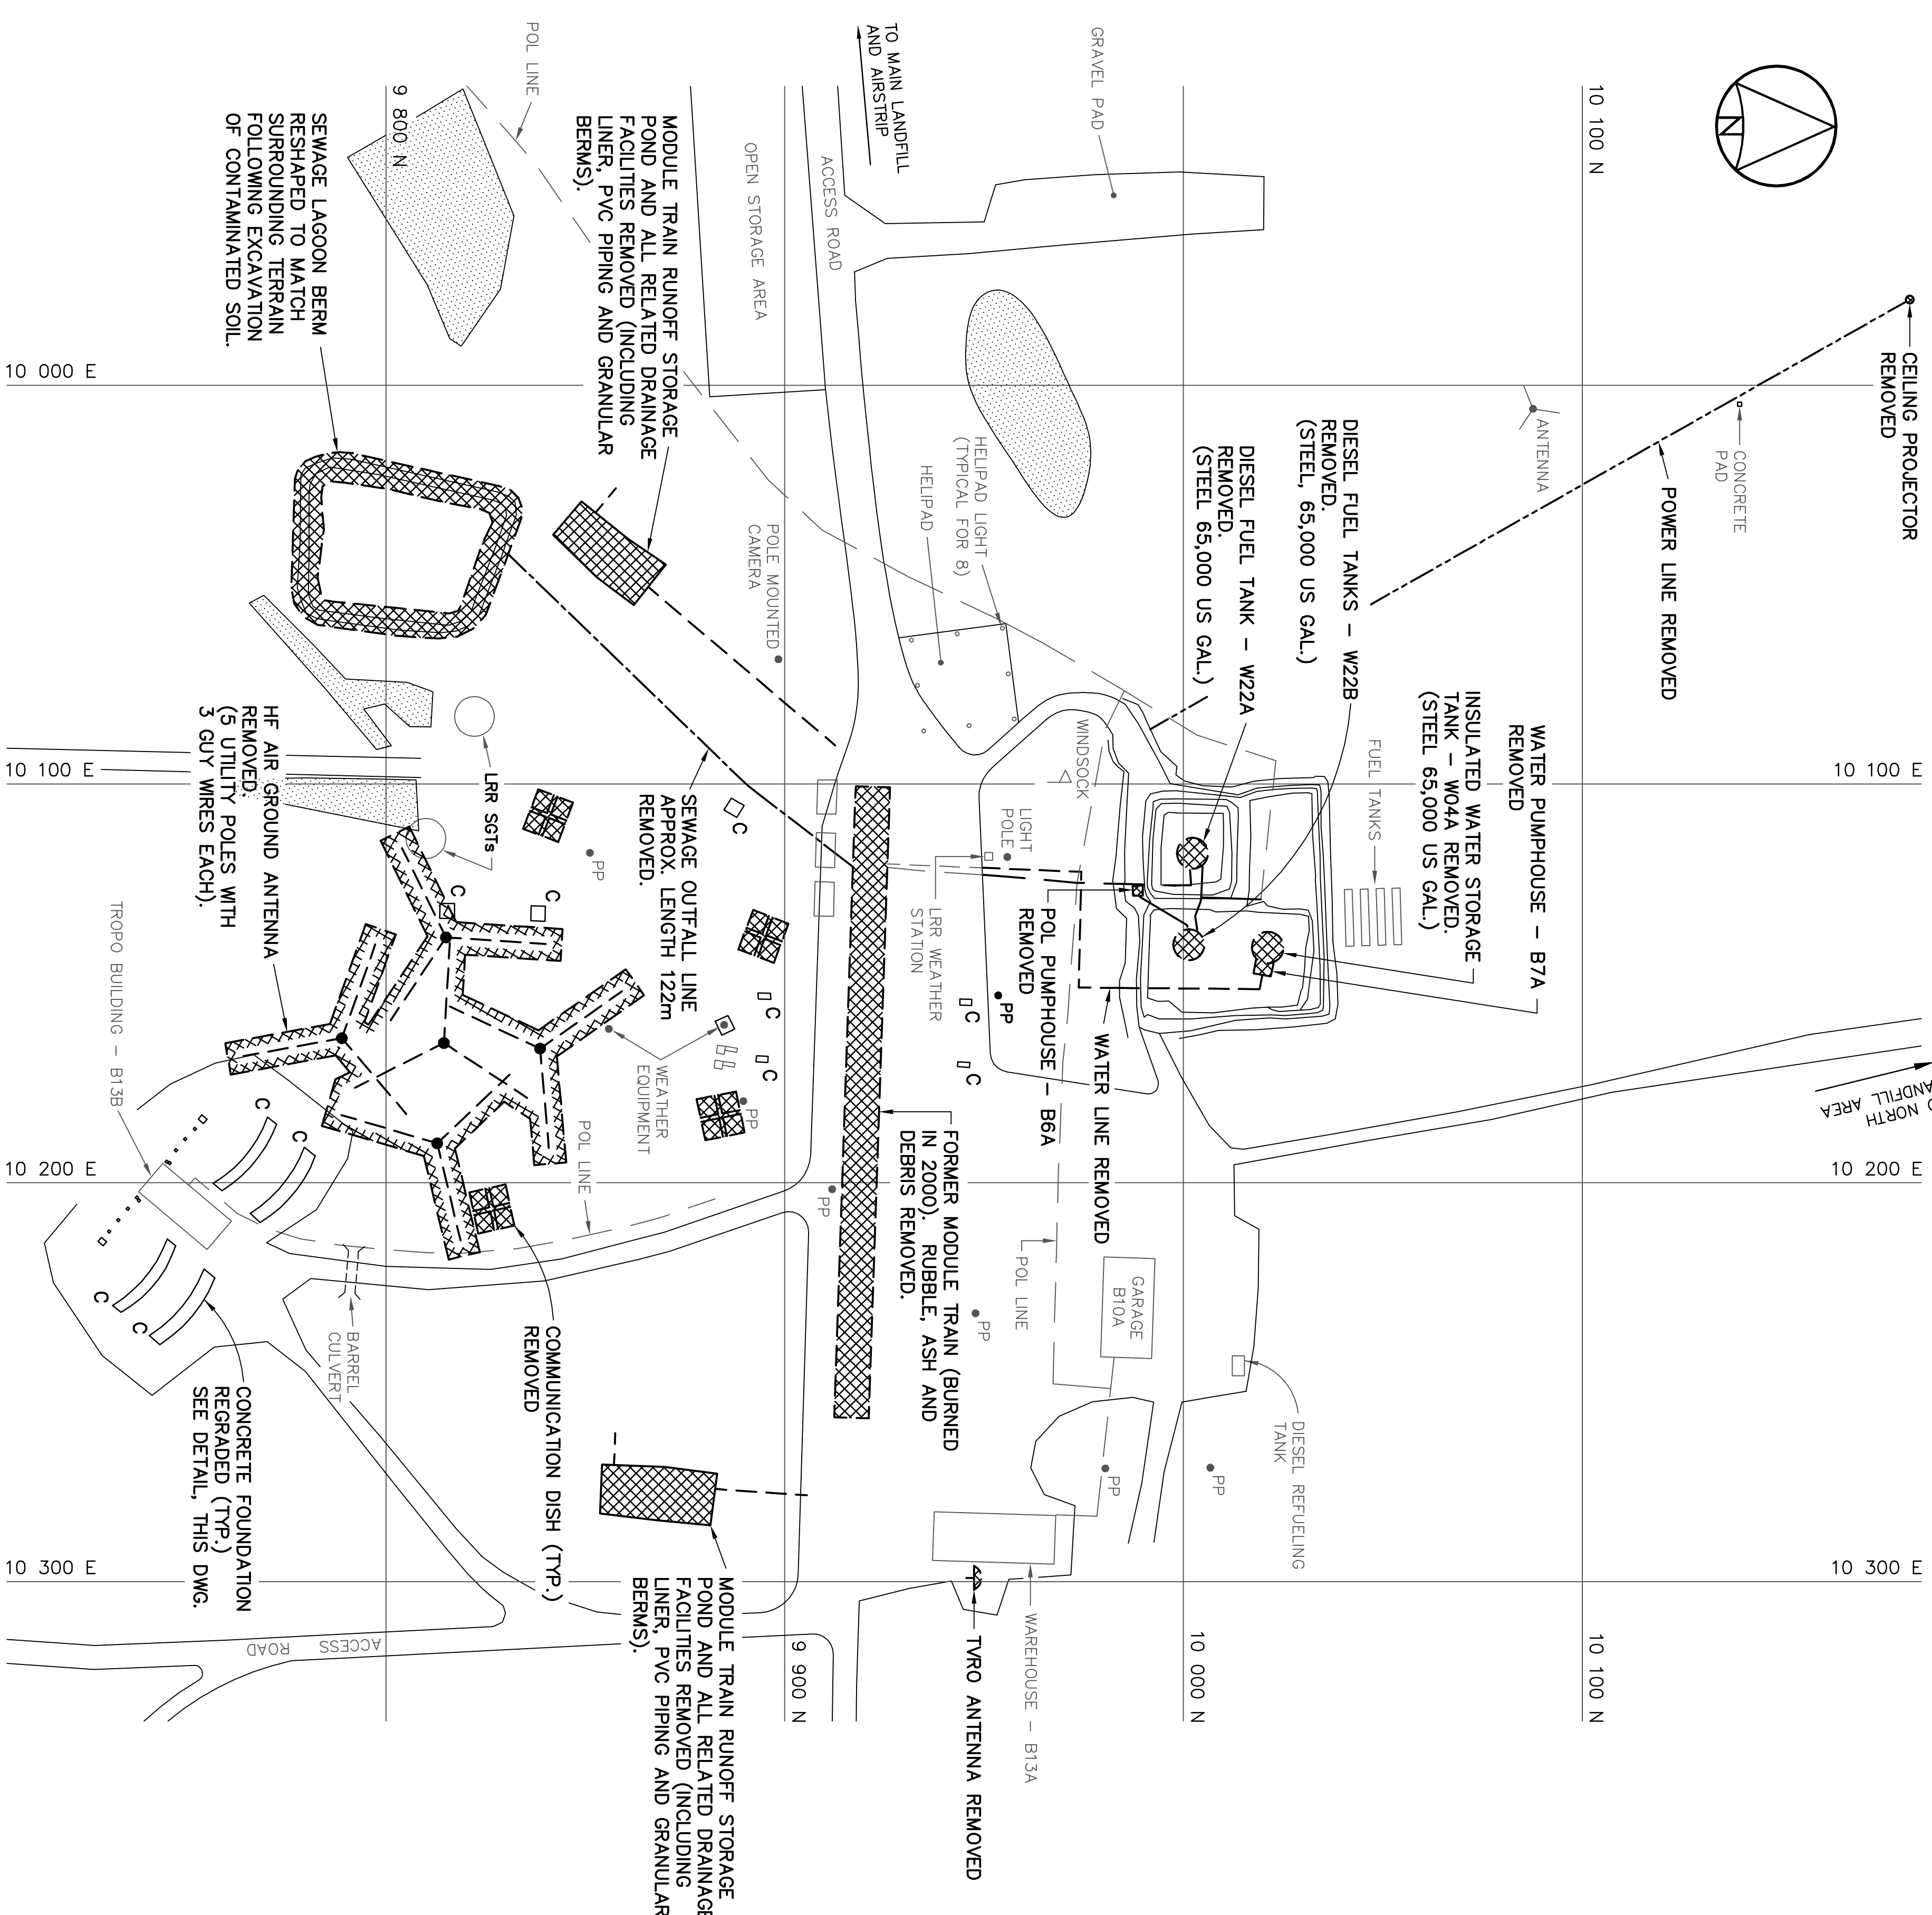 N
10 100 N
CEILING PROJECTOR
REMOVED
CONCRETE
PAD
ANTENNA
POWER LINE REMOVED
GRAVEL PAD
TO MAIN LANDFILL
AND AIRSTRIP
ACCESS ROAD
OPEN STORAGE AREA
POL LINE
9 800 N
MODULE TRAIN RUNOFF STORAGE
POND AND ALL RELATED DRAINAGE
FACILITIES REMOVED (INCLUDING
LINER, PVC PIPING AND GRANULAR
BERMS).
SEWAGE LAGOON BERM
RESHAPED TO MATCH
SURROUNDING TERRAIN
FOLLOWING EXCAVATION
OF CONTAMINATED SOIL.
10 000 E
DIESEL FUEL TANKS - W22B
REMOVED.
(STEEL, 65,000 US GAL.)
DIESEL FUEL TANK - W22A
REMOVED.
(STEEL 65,000 US GAL.)
HELIPAD LIGHT
(TYPICAL FOR 8)
HELIPAD
POLE MOUNTED
CAMERA
WATER PUMPHOUSE - B7A
REMOVED
INSULATED WATER STORAGE
TANK - W04A REMOVED.
(STEEL 65,000 US GAL.)
FUEL TANKS
WINDSOCK
LIGHT
POLE
10 100 E
10 100 E
LRR SGTs
HF AIR GROUND ANTENNA
REMOVED.
(5 UTILITY POLES WITH
3 GUY WIRES EACH).
SEWAGE OUTFALL LINE
APPROX. LENGTH 122m
REMOVED.
C
PP
C
C
LRR WEATHER
STATION
POL PUMPHOUSE - B6A
REMOVED
PP
C
C
C
C
WATER LINE REMOVED
WEATHER
EQUIPMENT
PP
TROPO BUILDING - B13B
POL LINE
C
C
NORTH
LANDFILL AREA
10 200 E
10 200 E
PP
FORMER MODULE TRAIN (BURNED
IN 2000). RUBBLE, ASH AND
DEBRIS REMOVED.
POL LINE
GARAGE
B10A
PP
DIESEL REFUELING
TANK
PP
PP
BARREL
CULVERT
C
C
COMMUNICATION DISH (TYP.)
REMOVED
CONCRETE FOUNDATION
REGRADED (TYP.)
SEE DETAIL, THIS DWG.
10 300 E
10 300 E
MODULE TRAIN RUNOFF STORAGE
POND AND ALL RELATED DRAINAGE
FACILITIES REMOVED (INCLUDING
LINER, PVC PIPING AND GRANULAR
BERMS).
ACCESS ROAD
WAREHOUSE - B13A
TVRO ANTENNA REMOVED
9 900 N
10 000 N
10 100 N